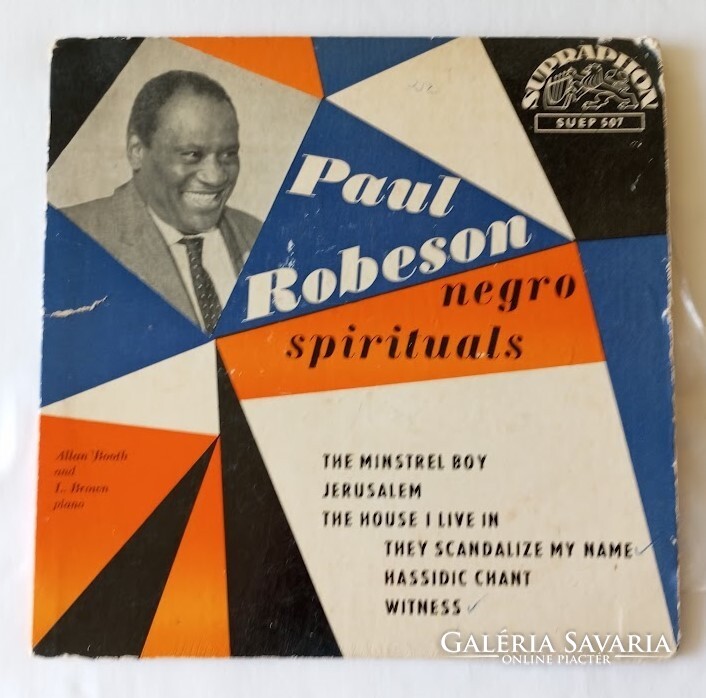 SUPRAPHON
SUEP 507
Paul
Robeson
negro
spirituals
Allan Booth
and
L. Brown
piano
THE MINSTREL BOY
JERUSALEM
THE HOUSE I LIVE IN
THEY SCANDALIZE MY NAME
HASSIDIC CHANT
WITNESS
GALÉRIA SAVARIA
ONLINE PIACTÉR